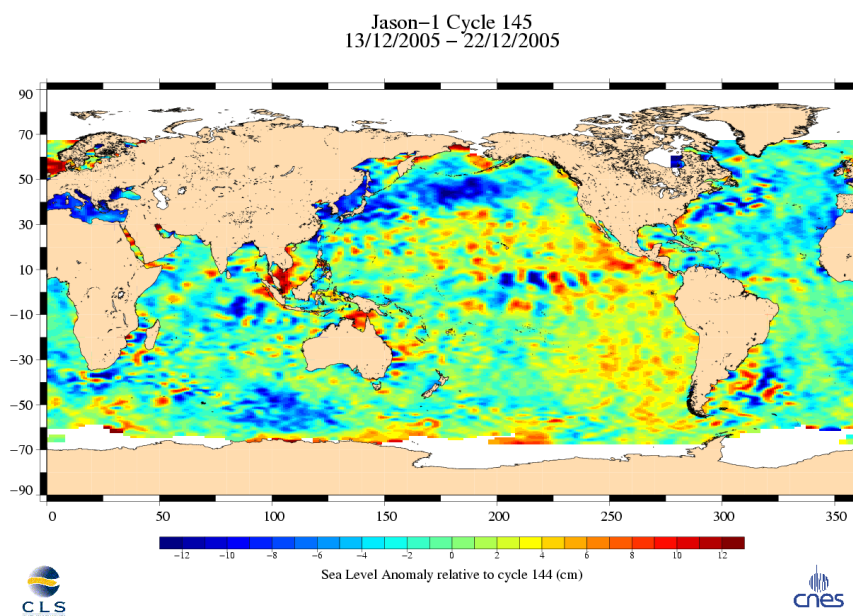 Jason−1 Cycle 145
13/12/2005 − 22/12/2005
90
70
50
30
10
−10
−30
−50
−70
−90
0 50 100 150 200 250 300 350
−12 −10 −8 −6 −4 −2 0 2 4 6 8 10 12
Sea Level Anomaly relative to cycle 144 (cm)
CLS
cnes